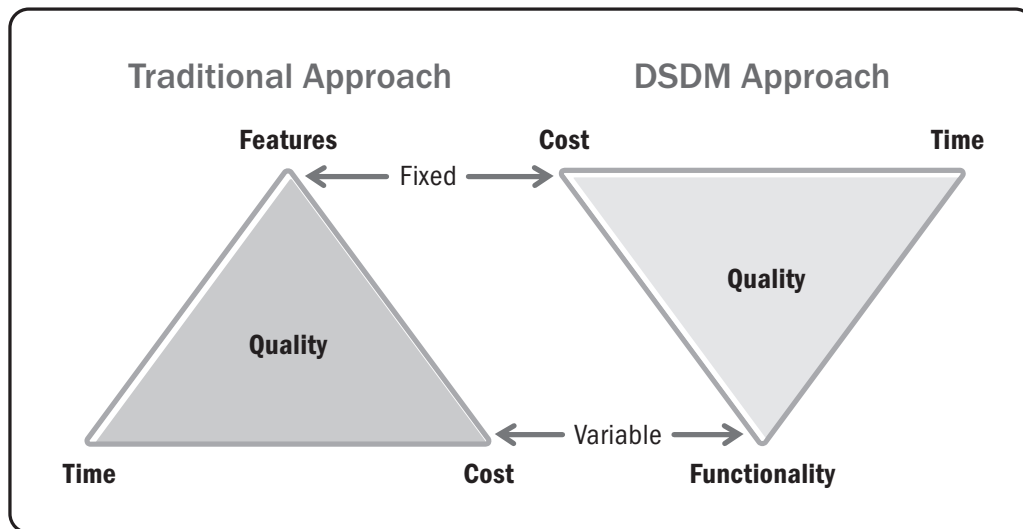 Traditional Approach
DSDM Approach
Features
Cost
Time
Fixed
Quality
Quality
Variable
Time
Cost
Functionality